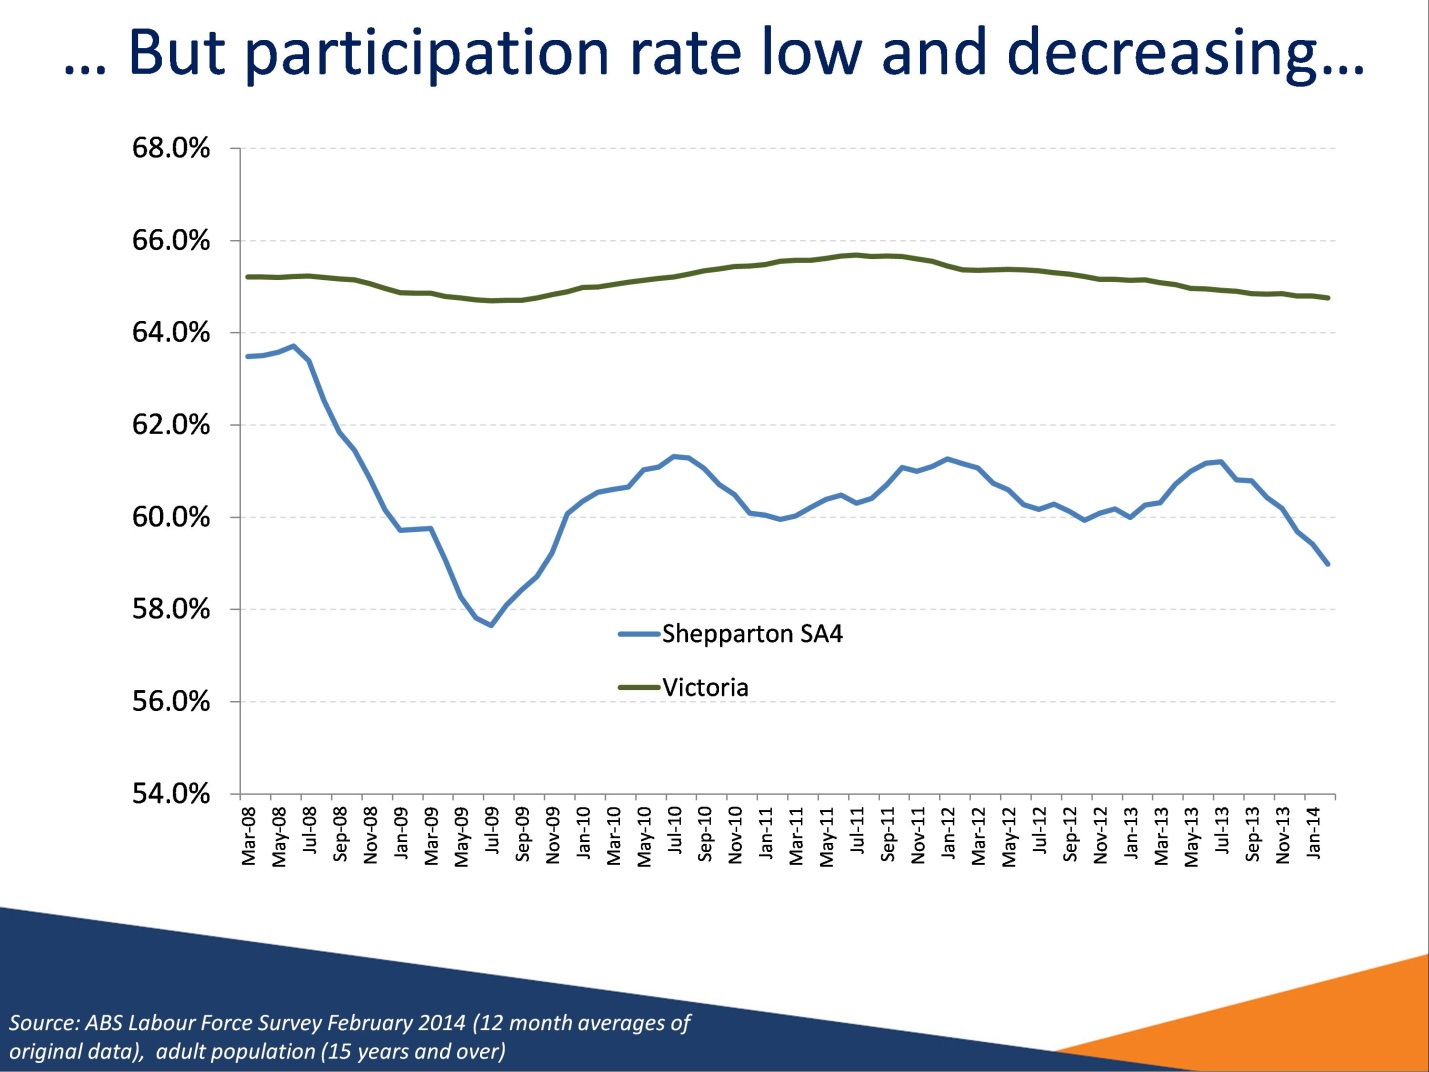 ... But participation rate low and decreasing...
68.0%
66.0%
64.0%
62.0%
60.0%
58.0%
56.0%
54.0%
Shepparton SA4
Victoria
Mar-08
May-08
Jul-08
Sep-08
Nov-08
Jan-09
Mar-09
May-09
Jul-09
Sep-09
Nov-09
Jan-10
Mar-10
May-10
Jul-10
Sep-10
Nov-10
Jan-11
Mar-11
May-11
Jul-11
Sep-11
Nov-11
Jan-12
Mar-12
May-12
Jul-12
Sep-12
Nov-12
Jan-13
Mar-13
May-13
Jul-13
Sep-13
Nov-13
Jan-14
Source: ABS Labour Force Survey February 2014 (12 month averages of
original data), adult population (15 years and over)